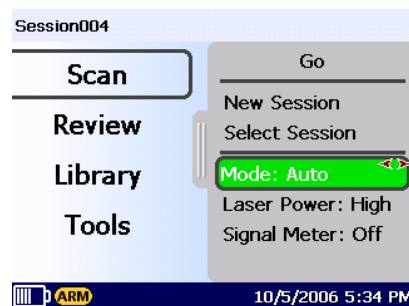 Session004
Scan
Review
Library
Tools
Go
New Session
Select Session
Mode: Auto
Laser Power: High
Signal Meter: Off
ARM
10/5/2006 5:34 PM